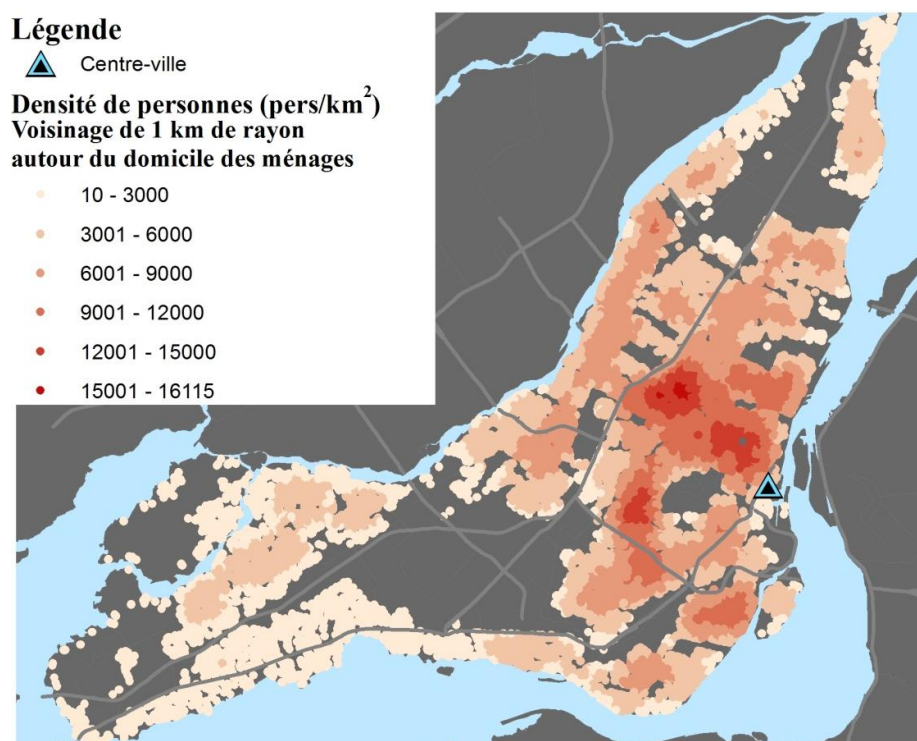 Légende
Centre-ville
Densité de personnes (pers/km²)
Voisinage de 1 km de rayon
autour du domicile des ménages
10 - 3000
3001 - 6000
6001 - 9000
9001 - 12000
12001 - 15000
15001 - 16115